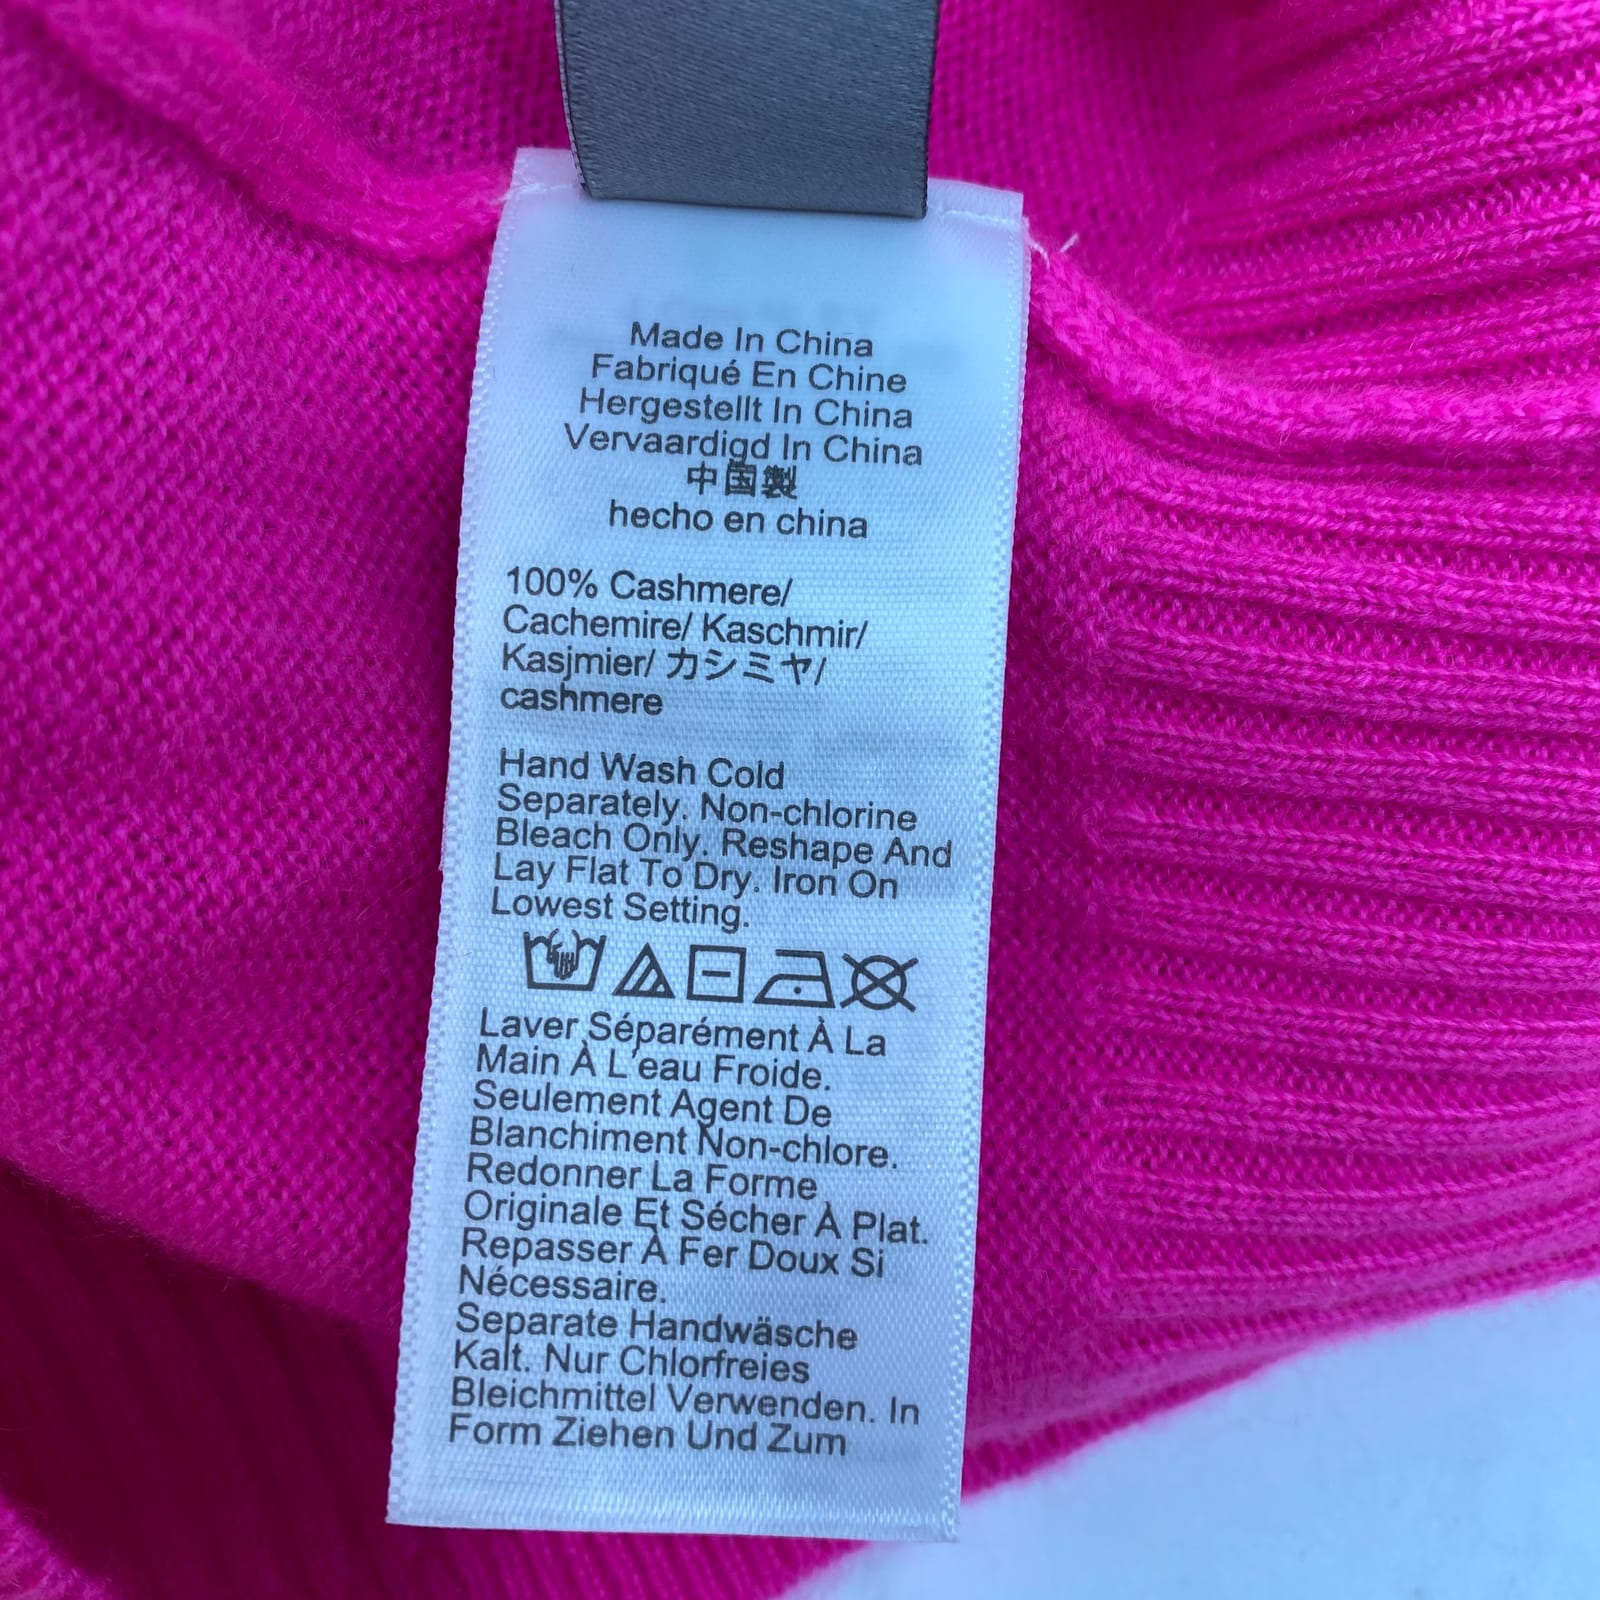 Made In China
Fabriqué En Chine
Hergestellt In China
Vervaardigd In China
中国製
hecho en china
100% Cashmere/
Cachemire/ Kaschmir/
Kasjmier/ カシミヤ/
cashmere
Hand Wash Cold
Separately. Non-chlorine
Bleach Only. Reshape And
Lay Flat To Dry. Iron On
Lowest Setting.
Laver Séparément À La
Main À L'eau Froide.
Seulement Agent De
Blanchiment Non-chlore.
Redonner La Forme
Originale Et Sécher À Plat.
Repasser À Fer Doux Si
Nécessaire.
Separate Handwäsche
Kalt. Nur Chlorfreies
Bleichmittel Verwenden. In
Form Ziehen Und Zum